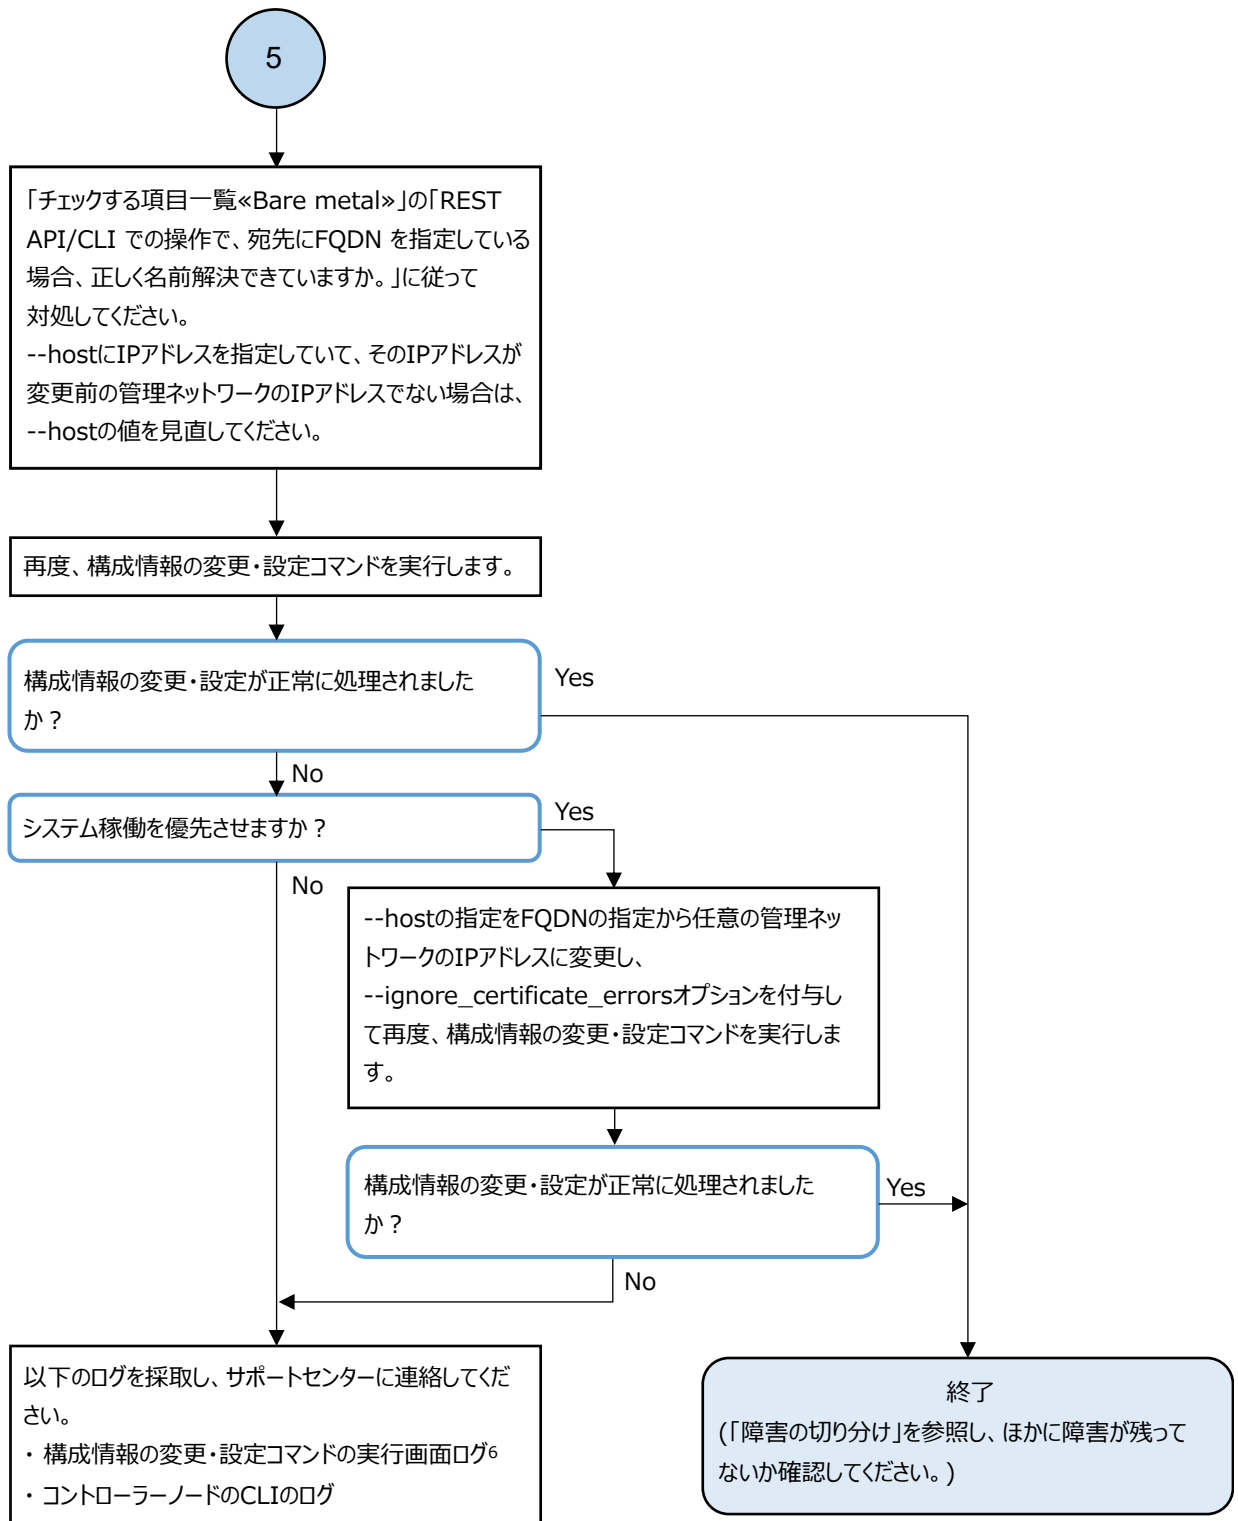 5
「チェックする項目一覧«Bare metal»」の「REST
API/CLI での操作で、宛先にFQDN を指定している
場合、正しく名前解決できていますか。」に従って
対処してください。
--hostにIPアドレスを指定していて、そのIPアドレスが
変更前の管理ネットワークのIPアドレスでない場合は、
--hostの値を見直してください。
再度、構成情報の変更・設定コマンドを実行します。
構成情報の変更・設定が正常に処理されました
か？
Yes
No
システム稼働を優先させますか？
Yes
No
--hostの指定をFQDNの指定から任意の管理ネッ
トワークのIPアドレスに変更し、
--ignore_certificate_errorsオプションを付与し
て再度、構成情報の変更・設定コマンドを実行しま
す。
構成情報の変更・設定が正常に処理されました
か？
Yes
No
以下のログを採取し、サポートセンターに連絡してくだ
さい。
・ 構成情報の変更・設定コマンドの実行画面ログ6
・ コントローラーノードのCLIのログ
終了
(「障害の切り分け」を参照し、ほかに障害が残って
ないか確認してください。)